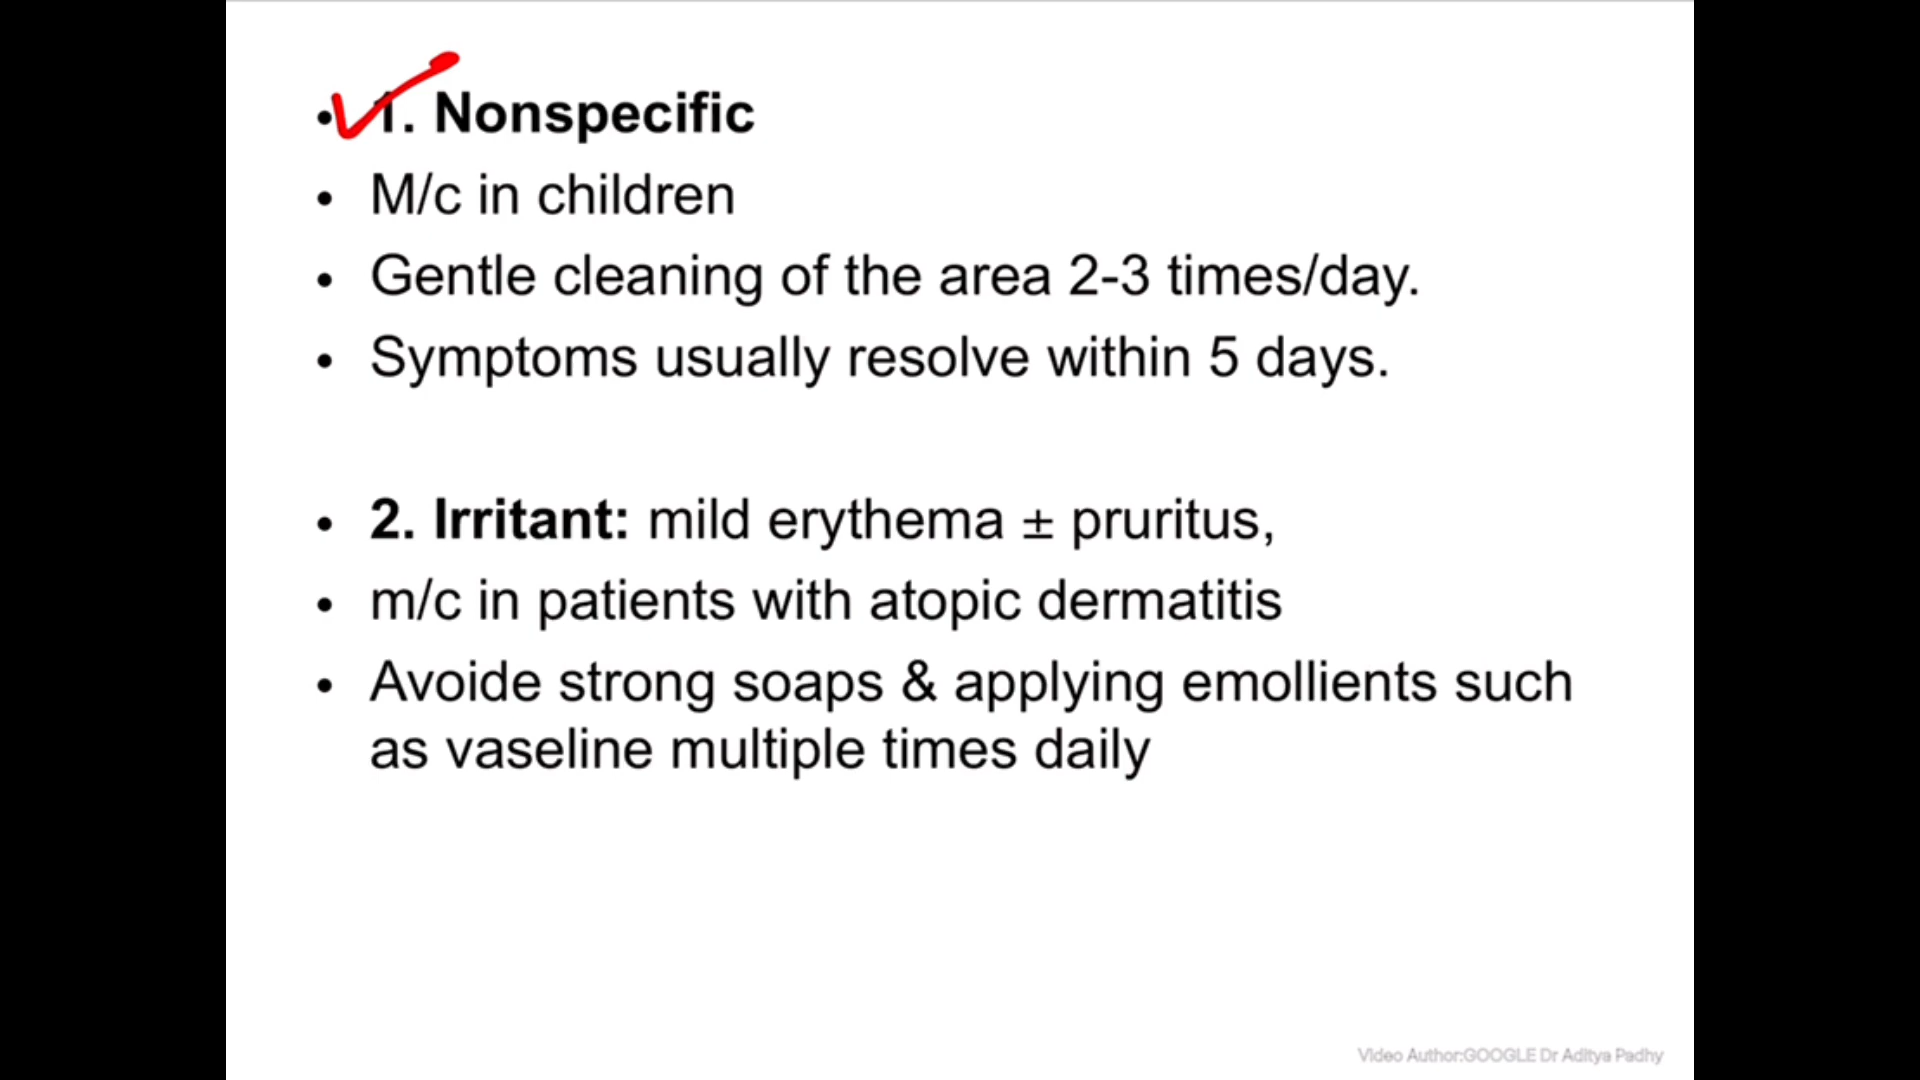 • 1. Nonspecific
• M/c in children
• Gentle cleaning of the area 2-3 times/day.
• Symptoms usually resolve within 5 days.
• 2. Irritant: mild erythema ± pruritus,
• m/c in patients with atopic dermatitis
• Avoide strong soaps & applying emollients such
as vaseline multiple times daily
Video Author:GOOGLE Dr Aditya Padhy